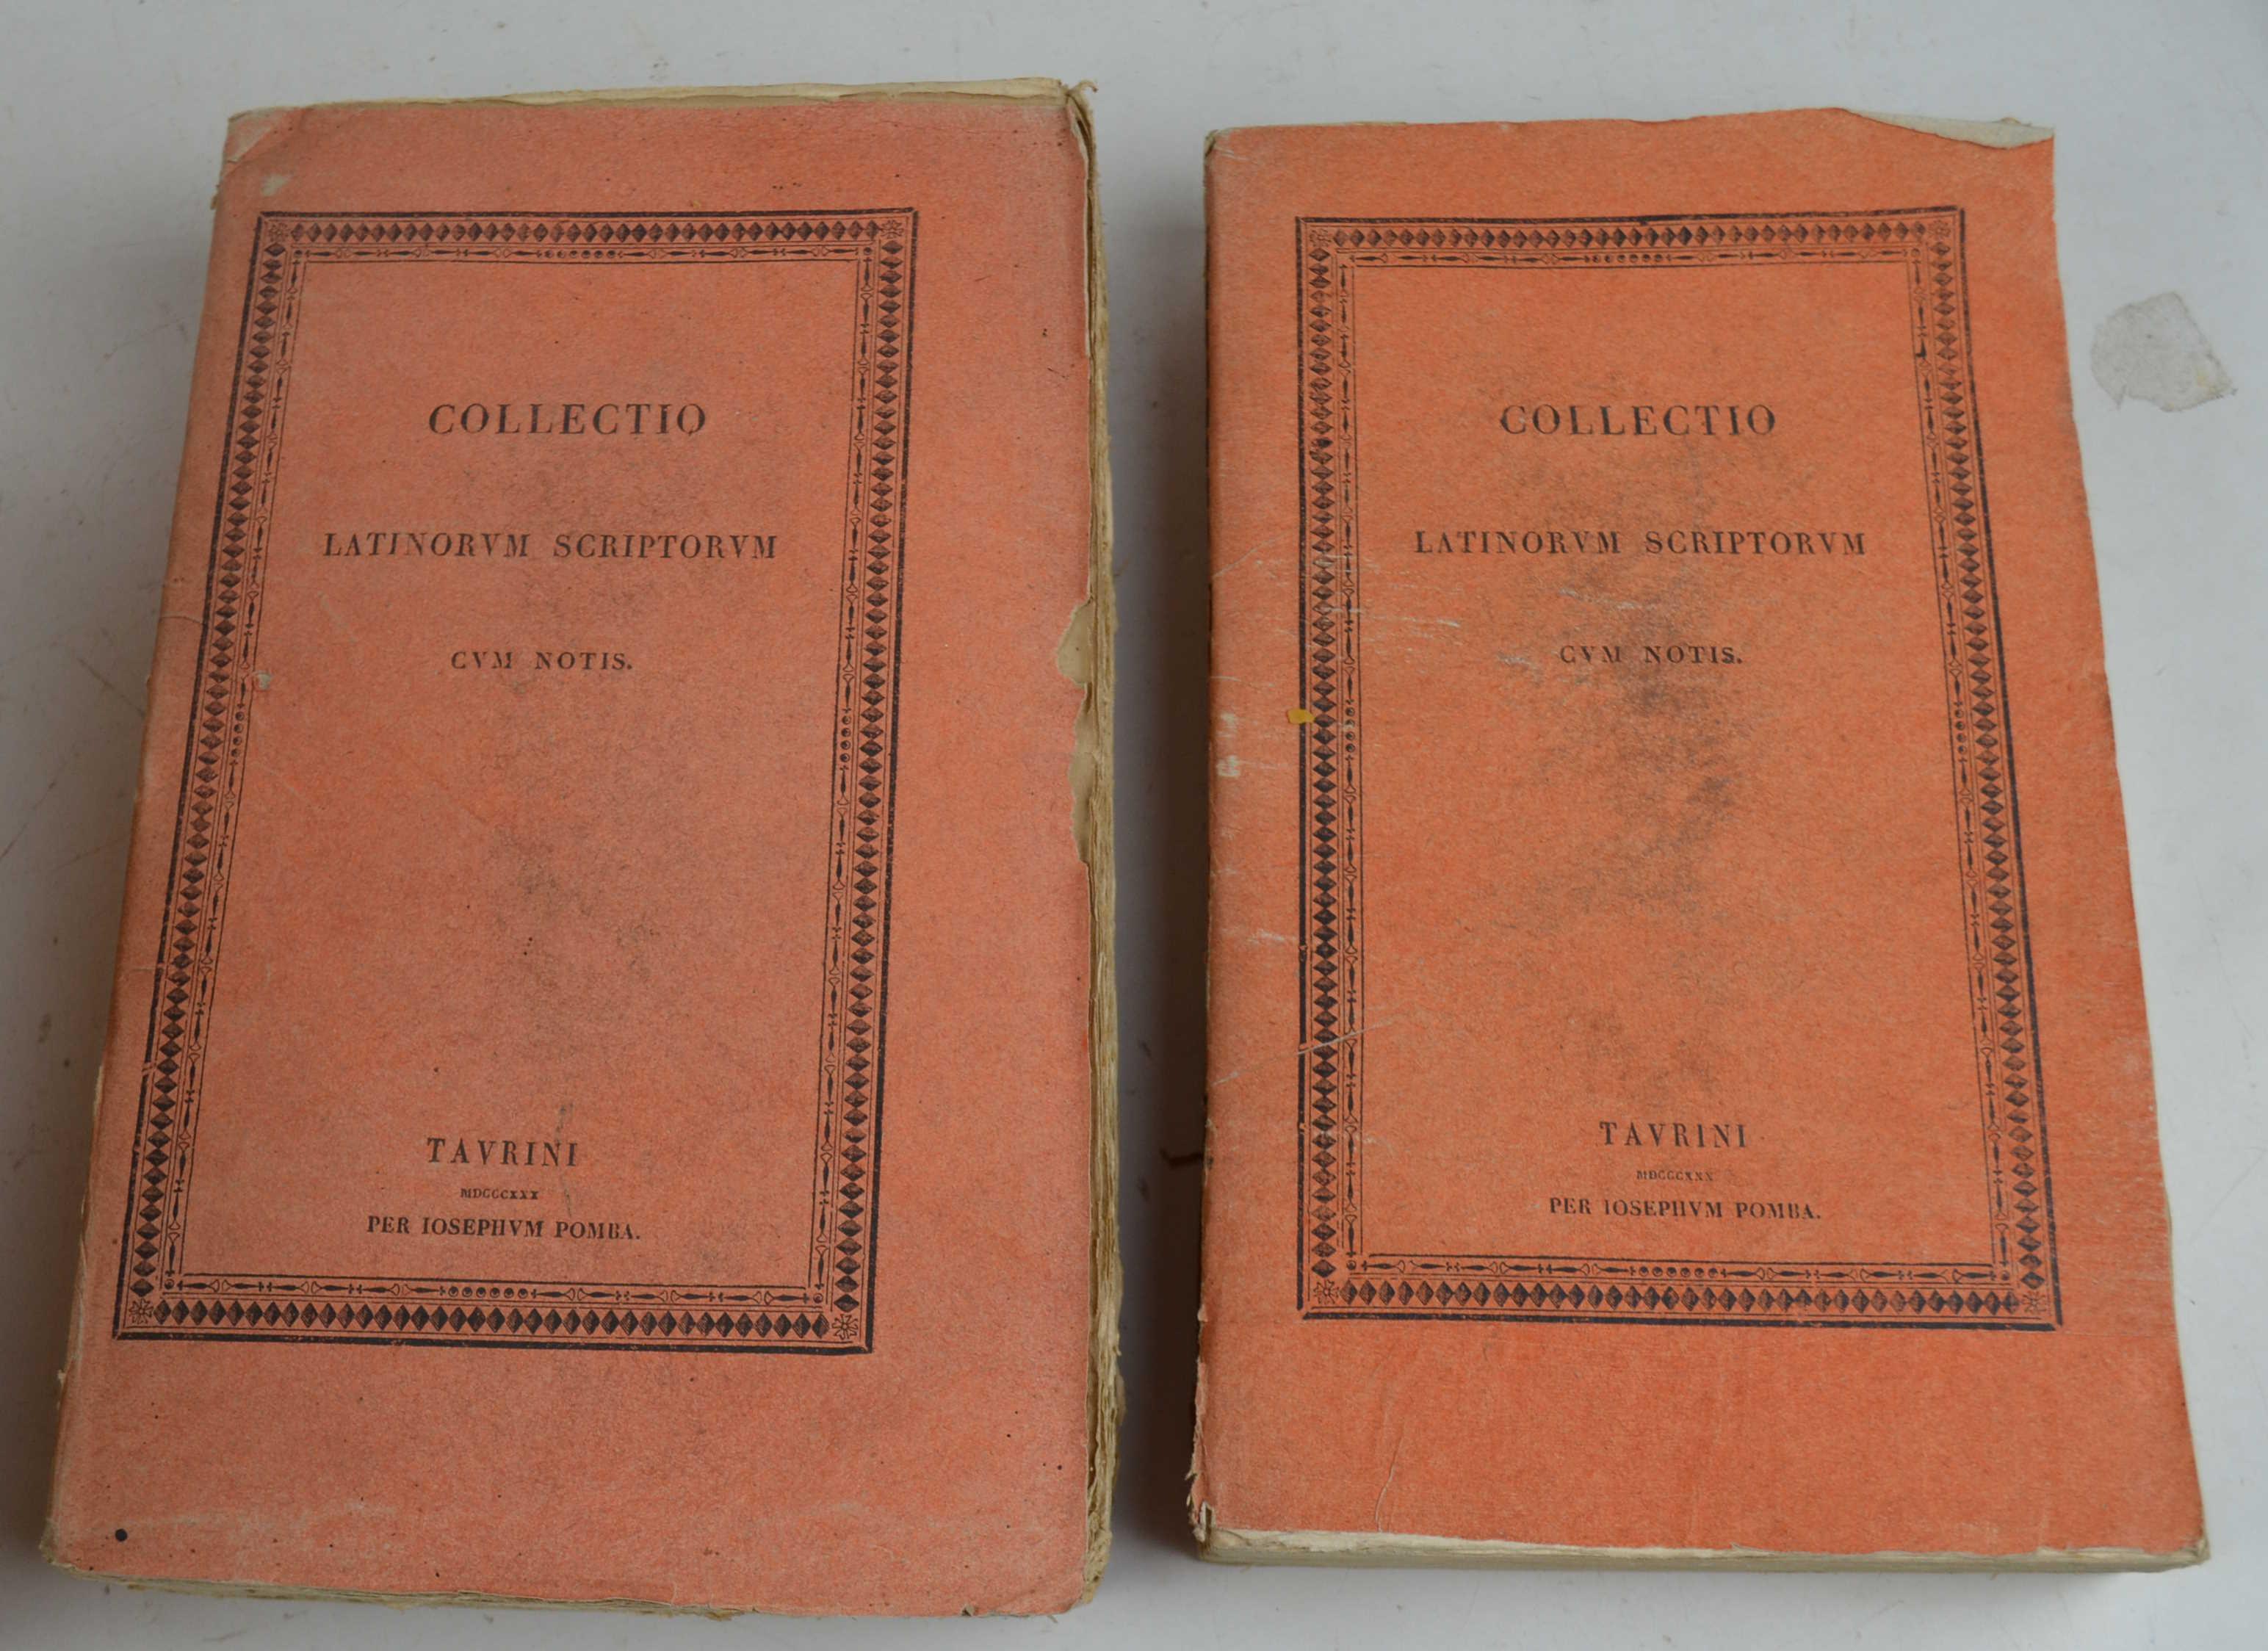 COLLECTIO
LATINORVM SCRIPTORVM
CVM NOTIS.
TAVRINI
MDCCCXXX
PER IOSEPHVM POMBA.
COLLECTIO
LATINORVM SCRIPTORVM
CVM NOTIS.
TAVRINI
MDCCCXXX
PER IOSEPHVM POMBA.